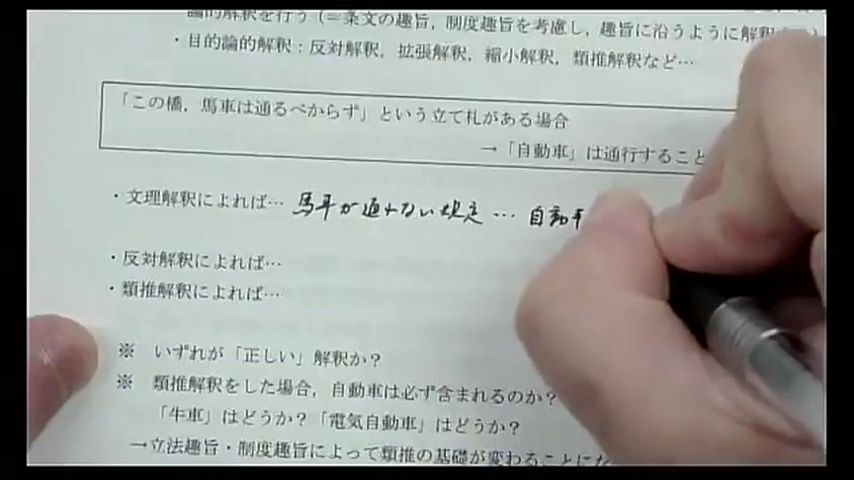 論的解釈を行う(=条文の趣旨,制度趣旨を考慮し,趣旨に沿うように解釈
・目的論的解釈:反対解釈,拡張解釈,縮小解釈,類推解釈など…
「この橋,馬車は通るべからず」という立て札がある場合
→「自動車」は通行すること
・文理解釈によれば… 馬車が通れない規定 … 自動車
・反対解釈によれば…
・類推解釈によれば…
※ いずれが「正しい」解釈か?
※ 類推解釈をした場合,自動車は必ず含まれるのか?
「牛車」はどうか?「電気自動車」はどうか?
→立法趣旨・制度趣旨によって類推の基礎が変わることにな